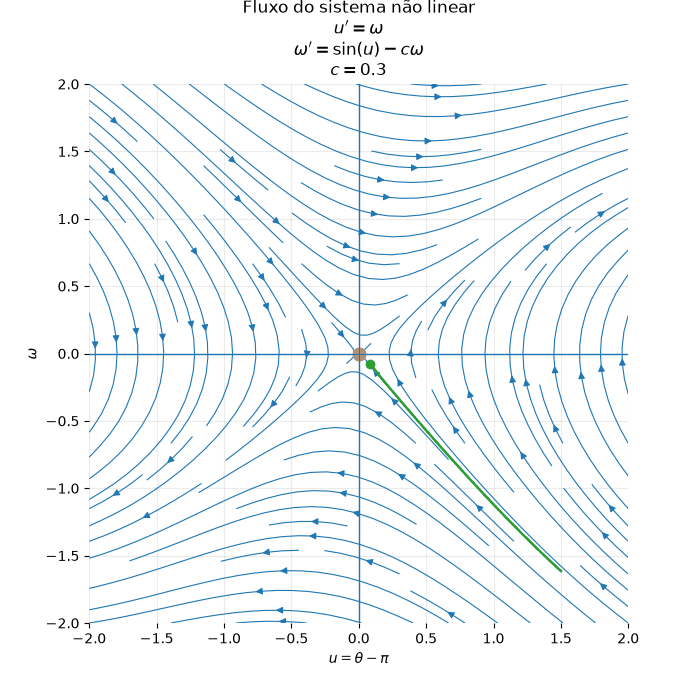 Fluxo do sistema não linear
u′ = ω
ω′ = sin(u) − cω
c = 0.3
2.0
1.5
1.0
0.5
0.0
−0.5
−1.0
−1.5
−2.0
ω
−2.0 −1.5 −1.0 −0.5 0.0 0.5 1.0 1.5 2.0
u = θ − π